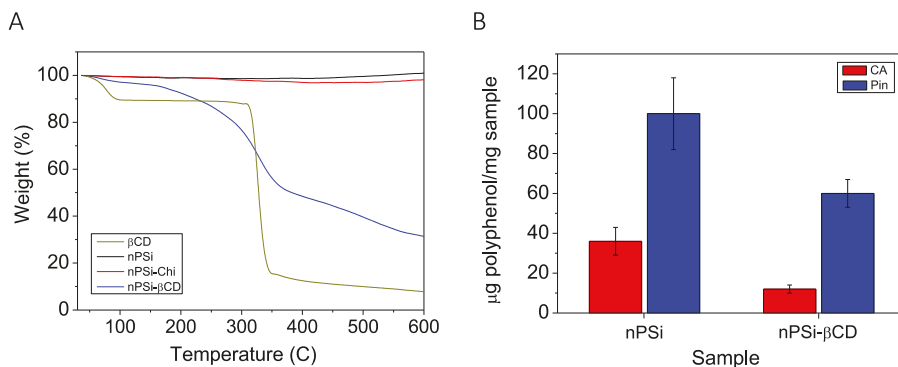 A
Weight (%)
100
80
60
40
20
0
βCD
nPSi
nPSi-Chi
nPSi-βCD
100 200 300 400 500 600
Temperature (C)
B
µg polyphenol/mg sample
120
100
80
60
40
20
0
CA
Pin
nPSi nPSi-βCD
Sample